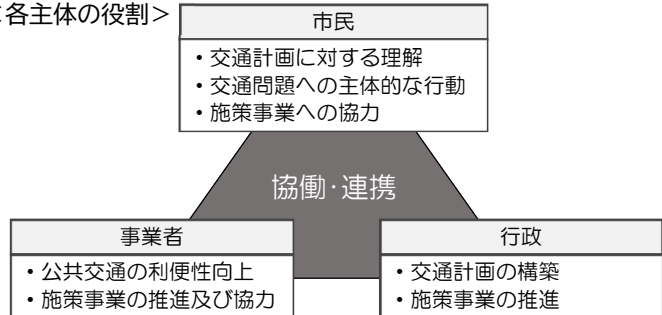 各主体の役割>
市民
・交通計画に対する理解
・交通問題への主体的な行動
・施策事業への協力
協働・連携
事業者
・公共交通の利便性向上
・施策事業の推進及び協力
行政
・交通計画の構築
・施策事業の推進